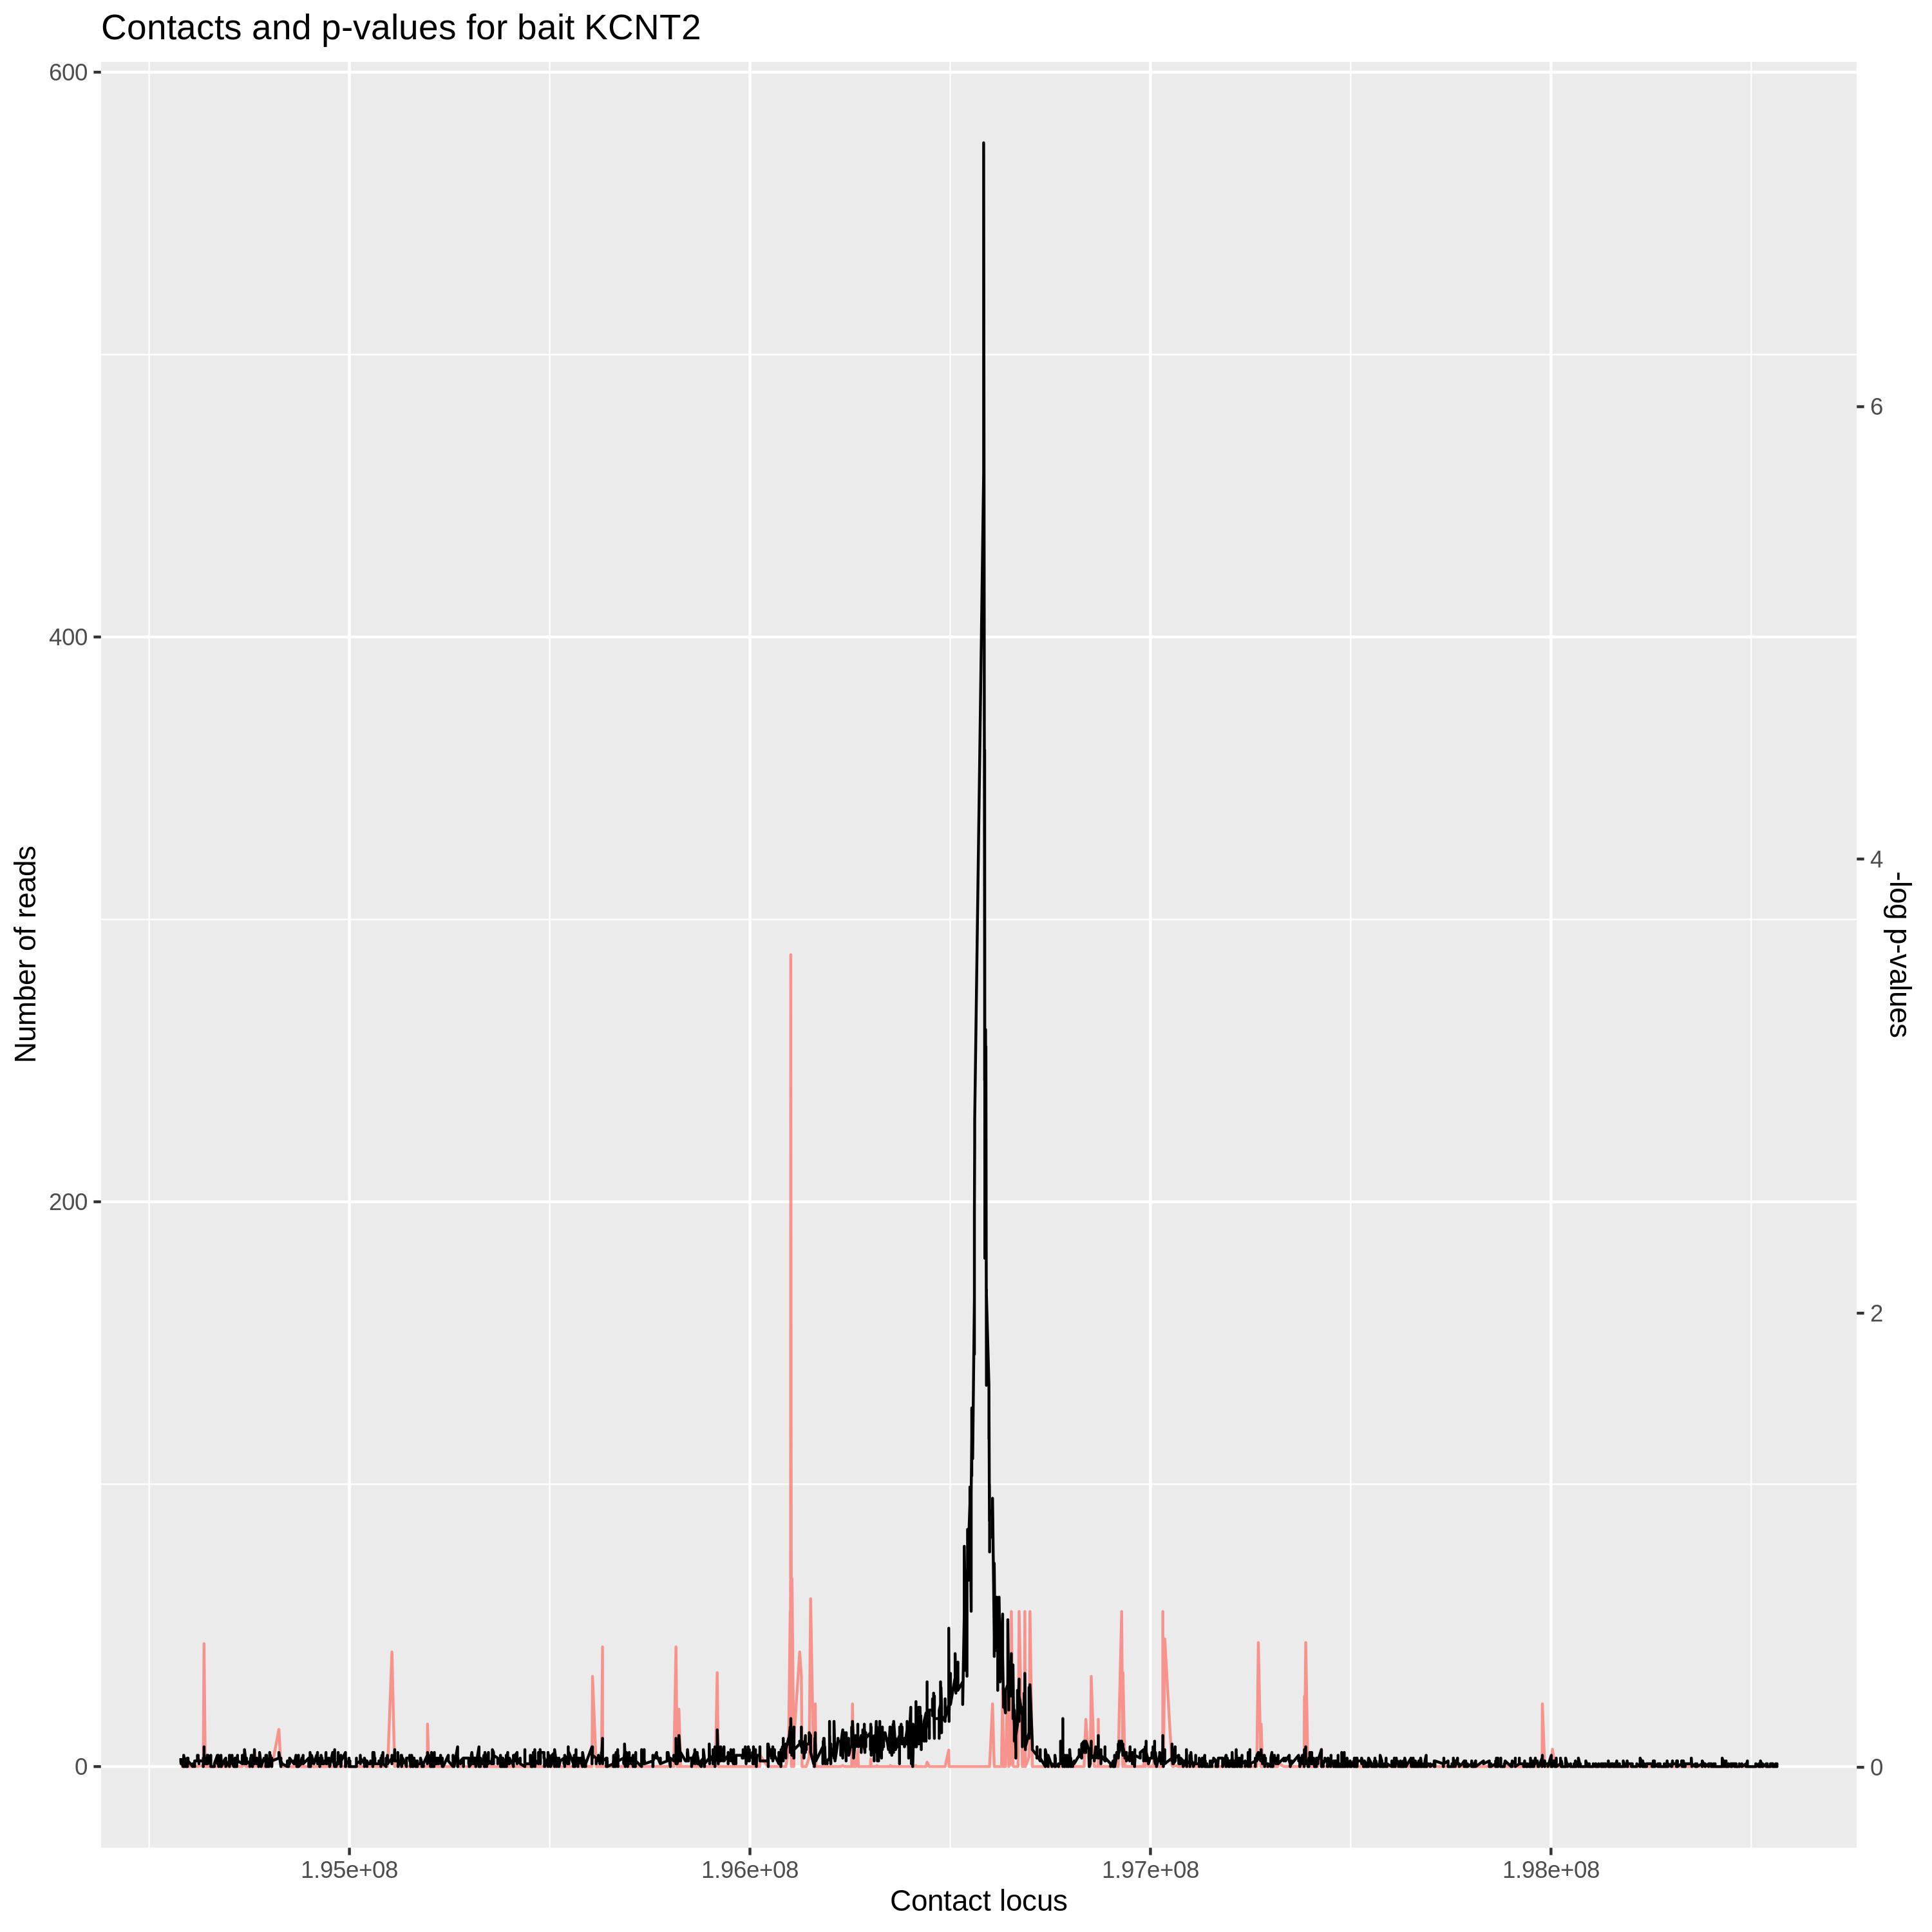 Contacts and p-values for bait KCNT2
600
400
200
0
Number of reads
6
4
2
0
-log p-values
1.95e+08
1.96e+08
1.97e+08
1.98e+08
Contact locus